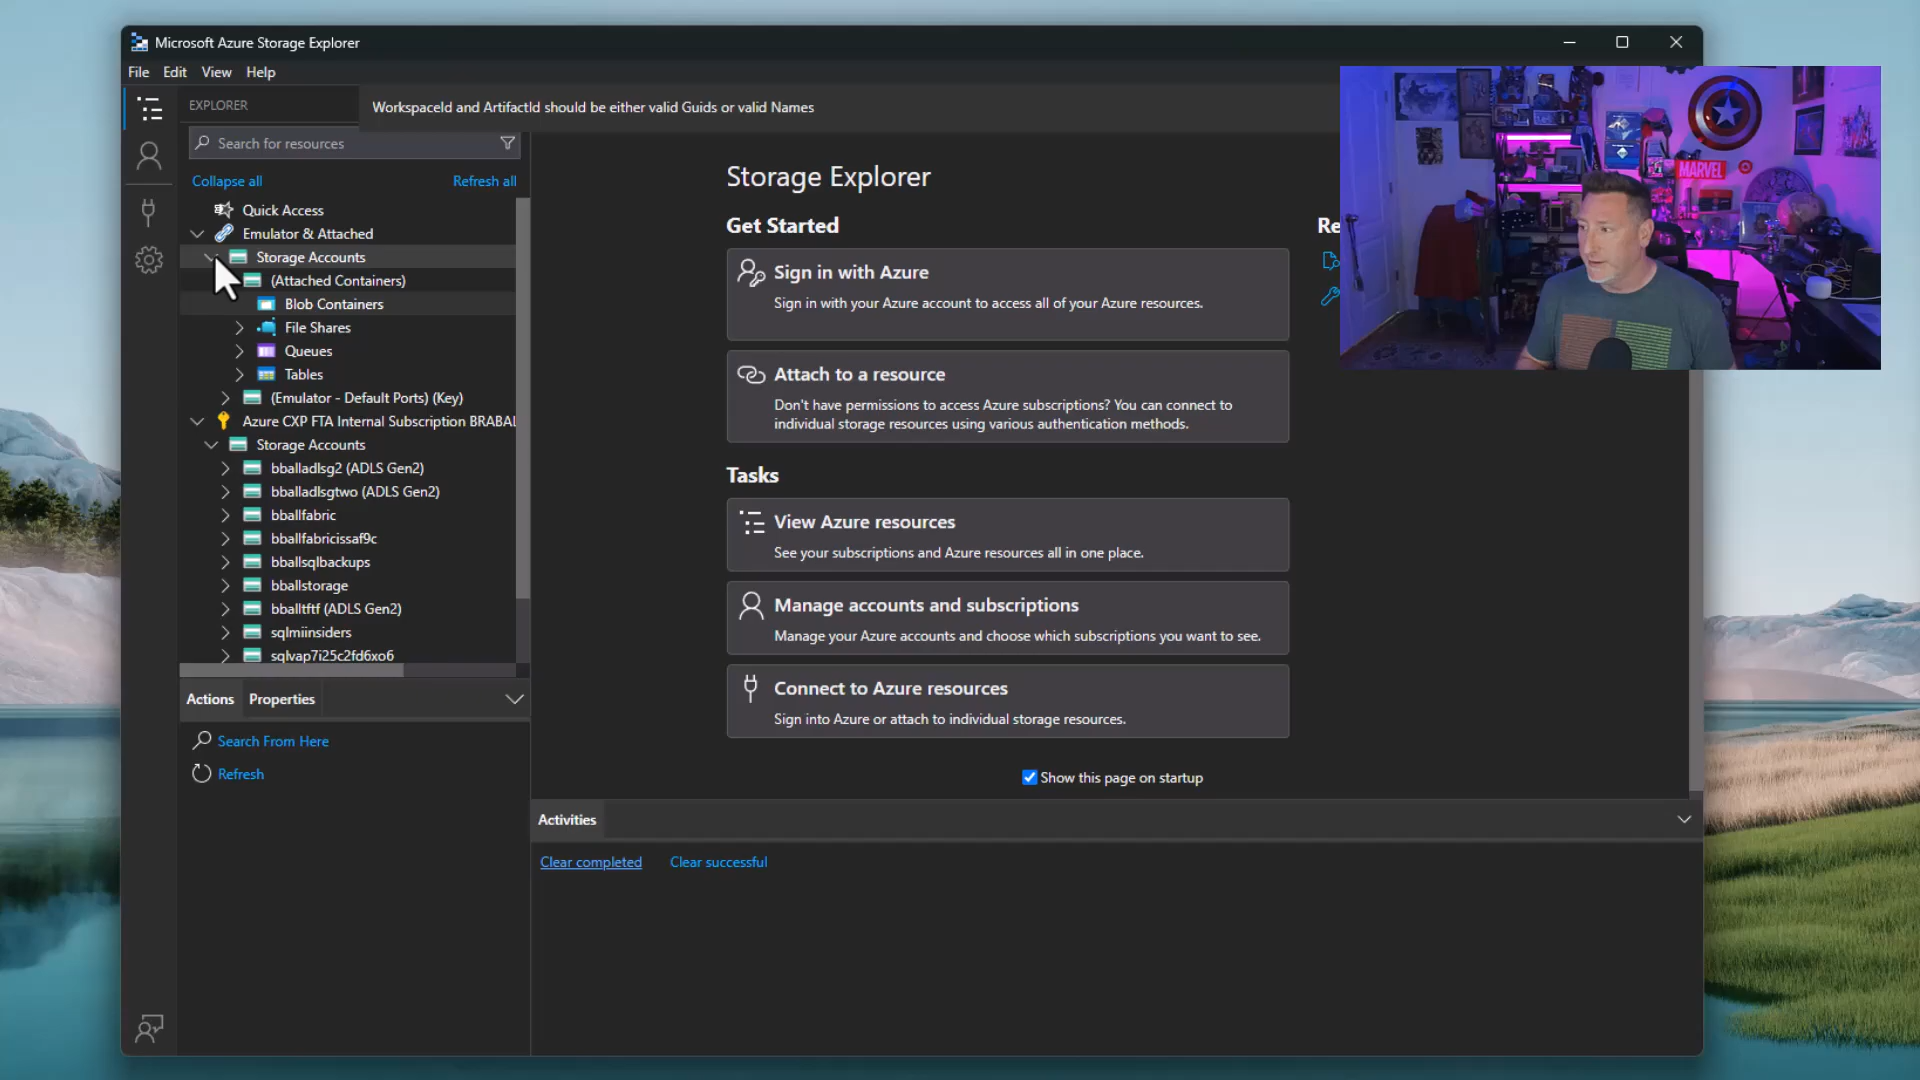 Microsoft Azure Storage Explorer
File Edit View Help
EXPLORER
WorkspaceId and ArtifactId should be either valid Guids or valid Names
Search for resources
Collapse all
Refresh all
Quick Access
Emulator & Attached
Storage Accounts
(Attached Containers)
Blob Containers
File Shares
Queues
Tables
(Emulator - Default Ports) (Key)
Azure CXP FTA Internal Subscription BRABAL
Storage Accounts
bballadlsg2 (ADLS Gen2)
bballadlsgtwo (ADLS Gen2)
bballfabric
bballfabricissaf9c
bballsqlbackups
bballstorage
bballtftf (ADLS Gen2)
sqlmiinsiders
sqlvap7i25c2fd6xo6
Actions Properties
Search From Here
Refresh
Storage Explorer
Get Started
Re
Sign in with Azure
Sign in with your Azure account to access all of your Azure resources.
Attach to a resource
Don't have permissions to access Azure subscriptions? You can connect to
individual storage resources using various authentication methods.
Tasks
View Azure resources
See your subscriptions and Azure resources all in one place.
Manage accounts and subscriptions
Manage your Azure accounts and choose which subscriptions you want to see.
Connect to Azure resources
Sign into Azure or attach to individual storage resources.
Show this page on startup
Activities
Clear completed
Clear successful
MARVEL